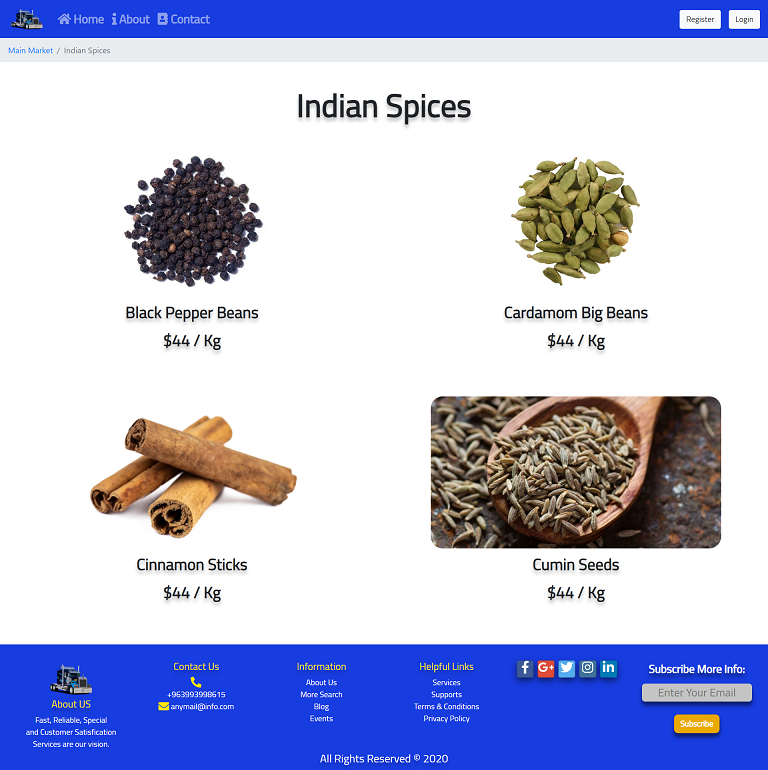 Home About Contact Register Login
Main Market / Indian Spices
Indian Spices
Black Pepper Beans
$44 / Kg
Cardamom Big Beans
$44 / Kg
Cinnamon Sticks
$44 / Kg
Cumin Seeds
$44 / Kg
About US
Fast, Reliable, Special
and Customer Satisfication
Services are our vision.
Contact Us
+963993998615
anymail@info.com
Information
About Us
More Search
Blog
Events
Helpful Links
Services
Supports
Terms & Conditions
Privacy Policy
Subscribe More Info:
Enter Your Email
Subscribe
All Rights Reserved © 2020